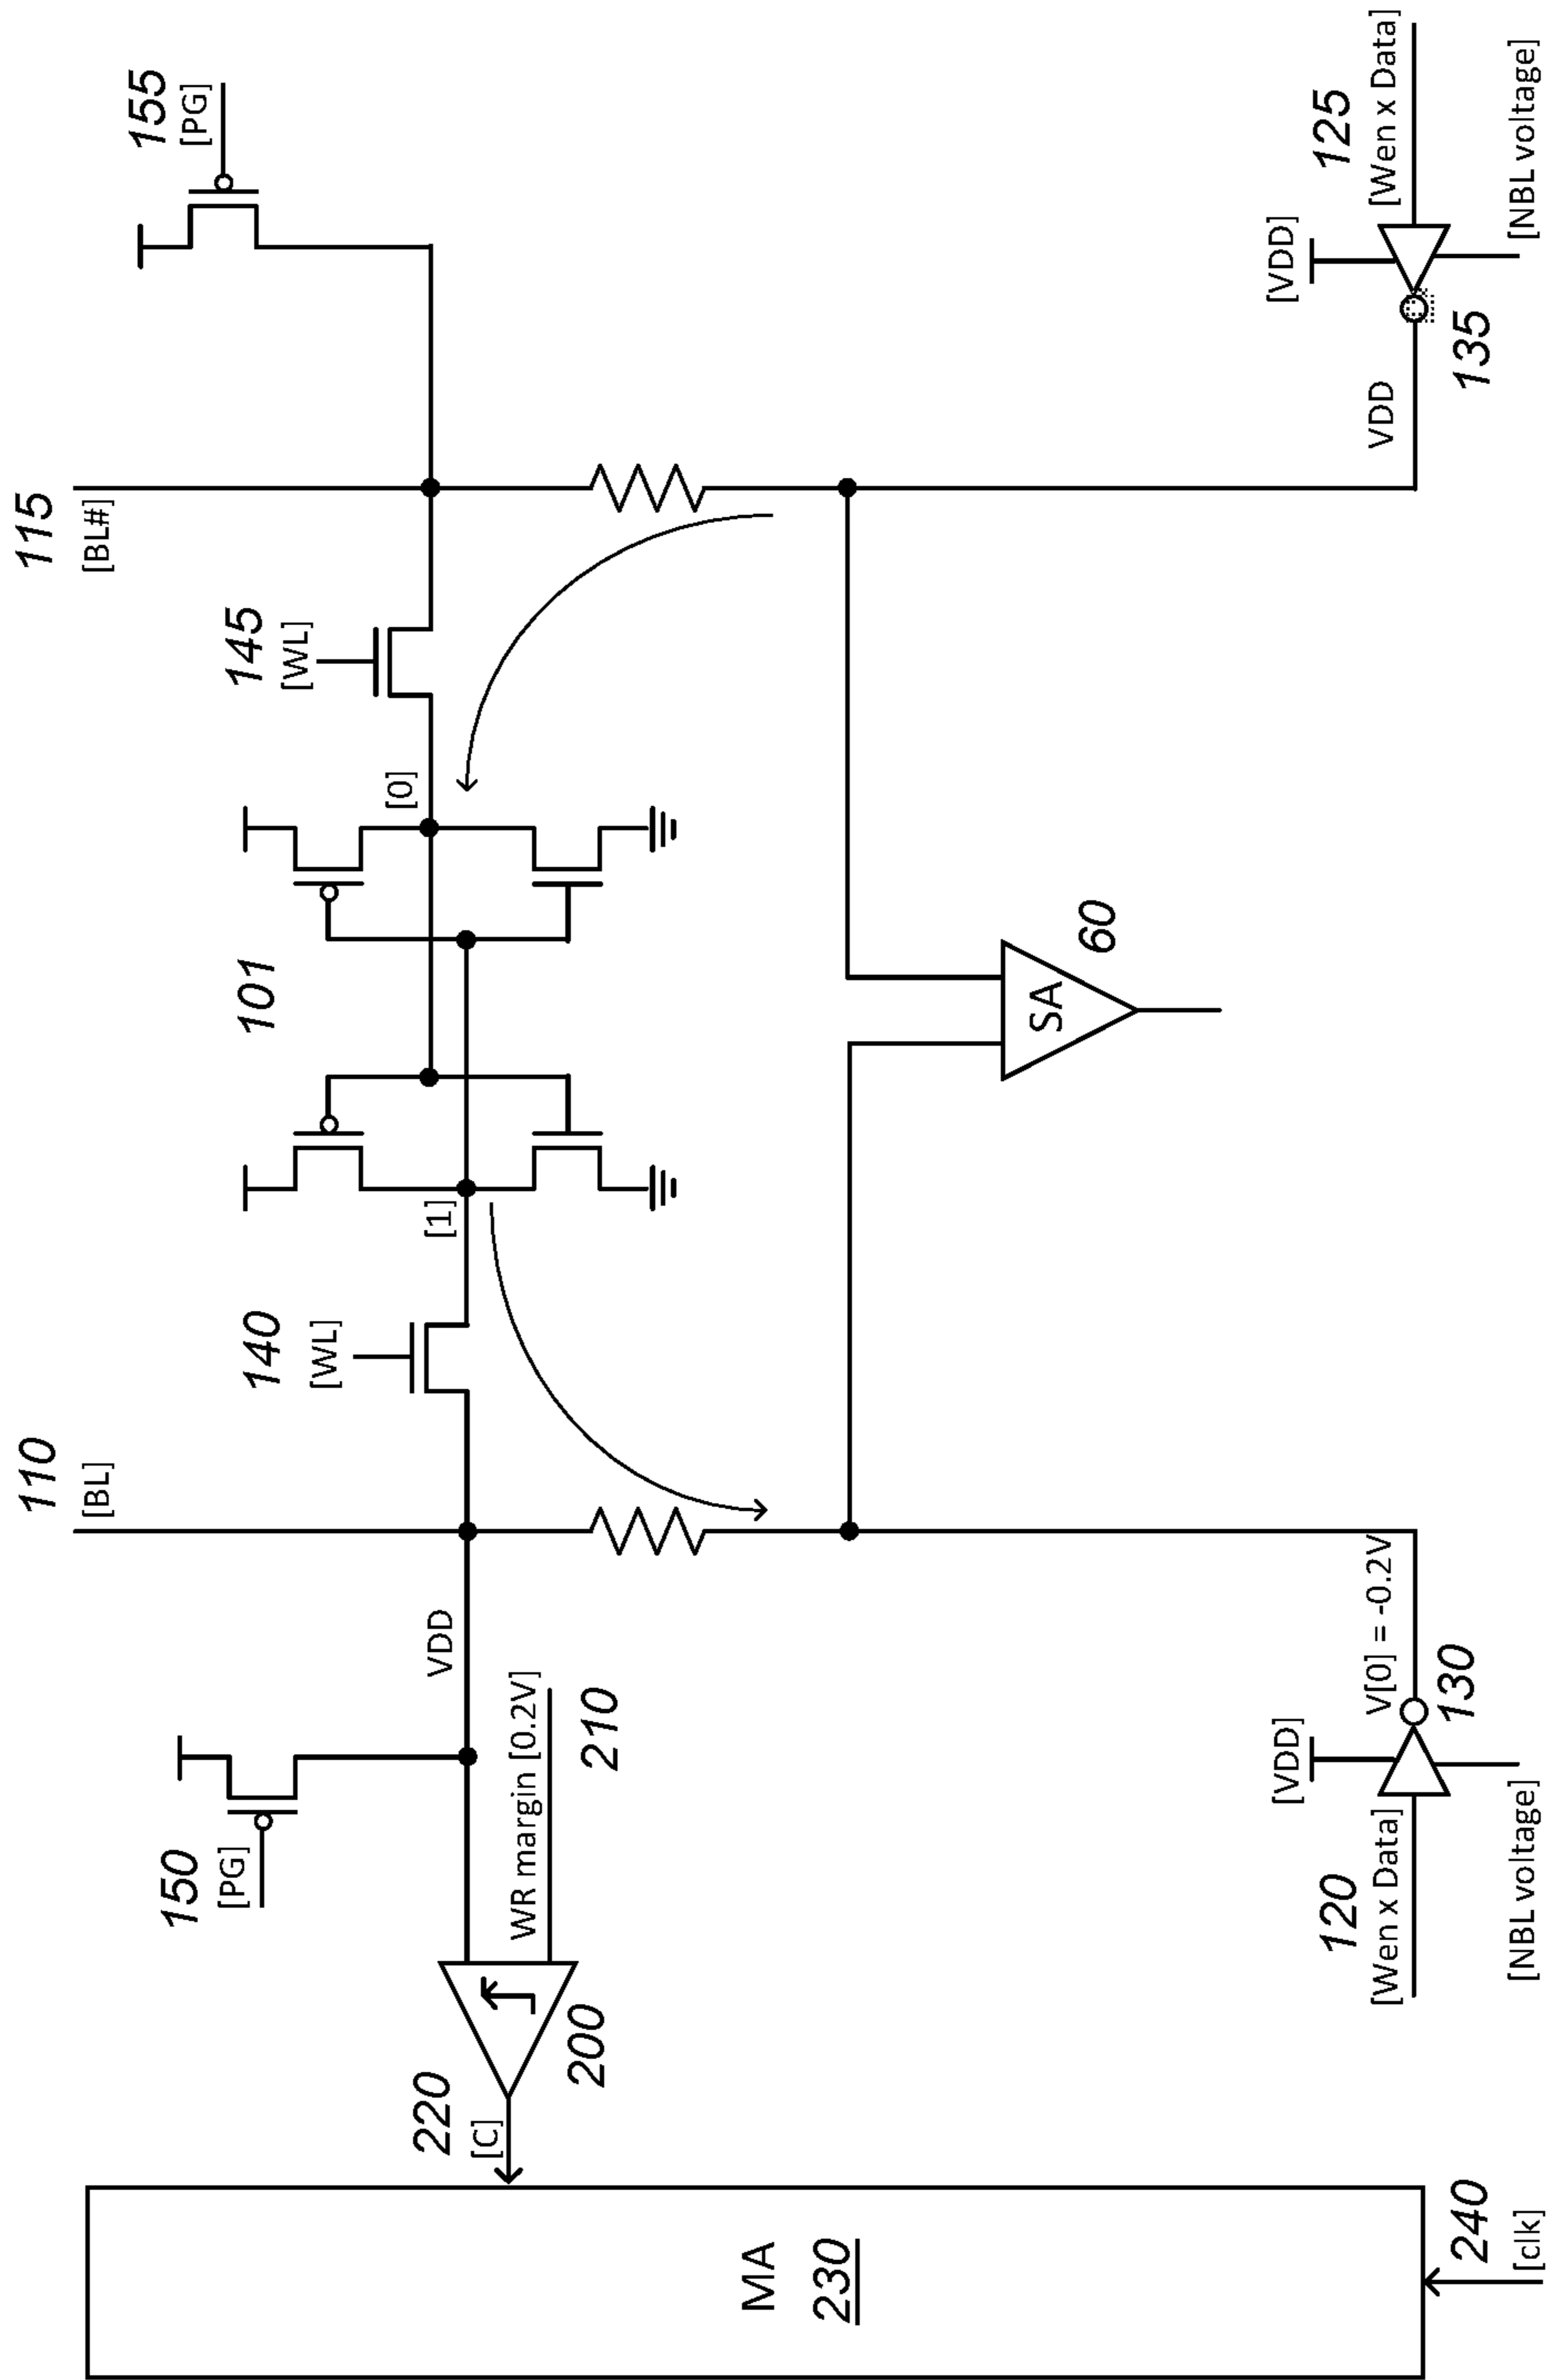 155
[PG]
115
[BL#]
145
[WL]
[0]
101
[1]
140
[WL]
110
[BL]
VDD
150
[PG]
WR margin [0.2V]
210
200
220
[C]
MA
230
240
[clk]
SA
60
125
[Wen x Data]
[VDD]
[NBL voltage]
135
VDD
V[0] = -0.2V
130
[VDD]
120
[Wen x Data]
[NBL voltage]